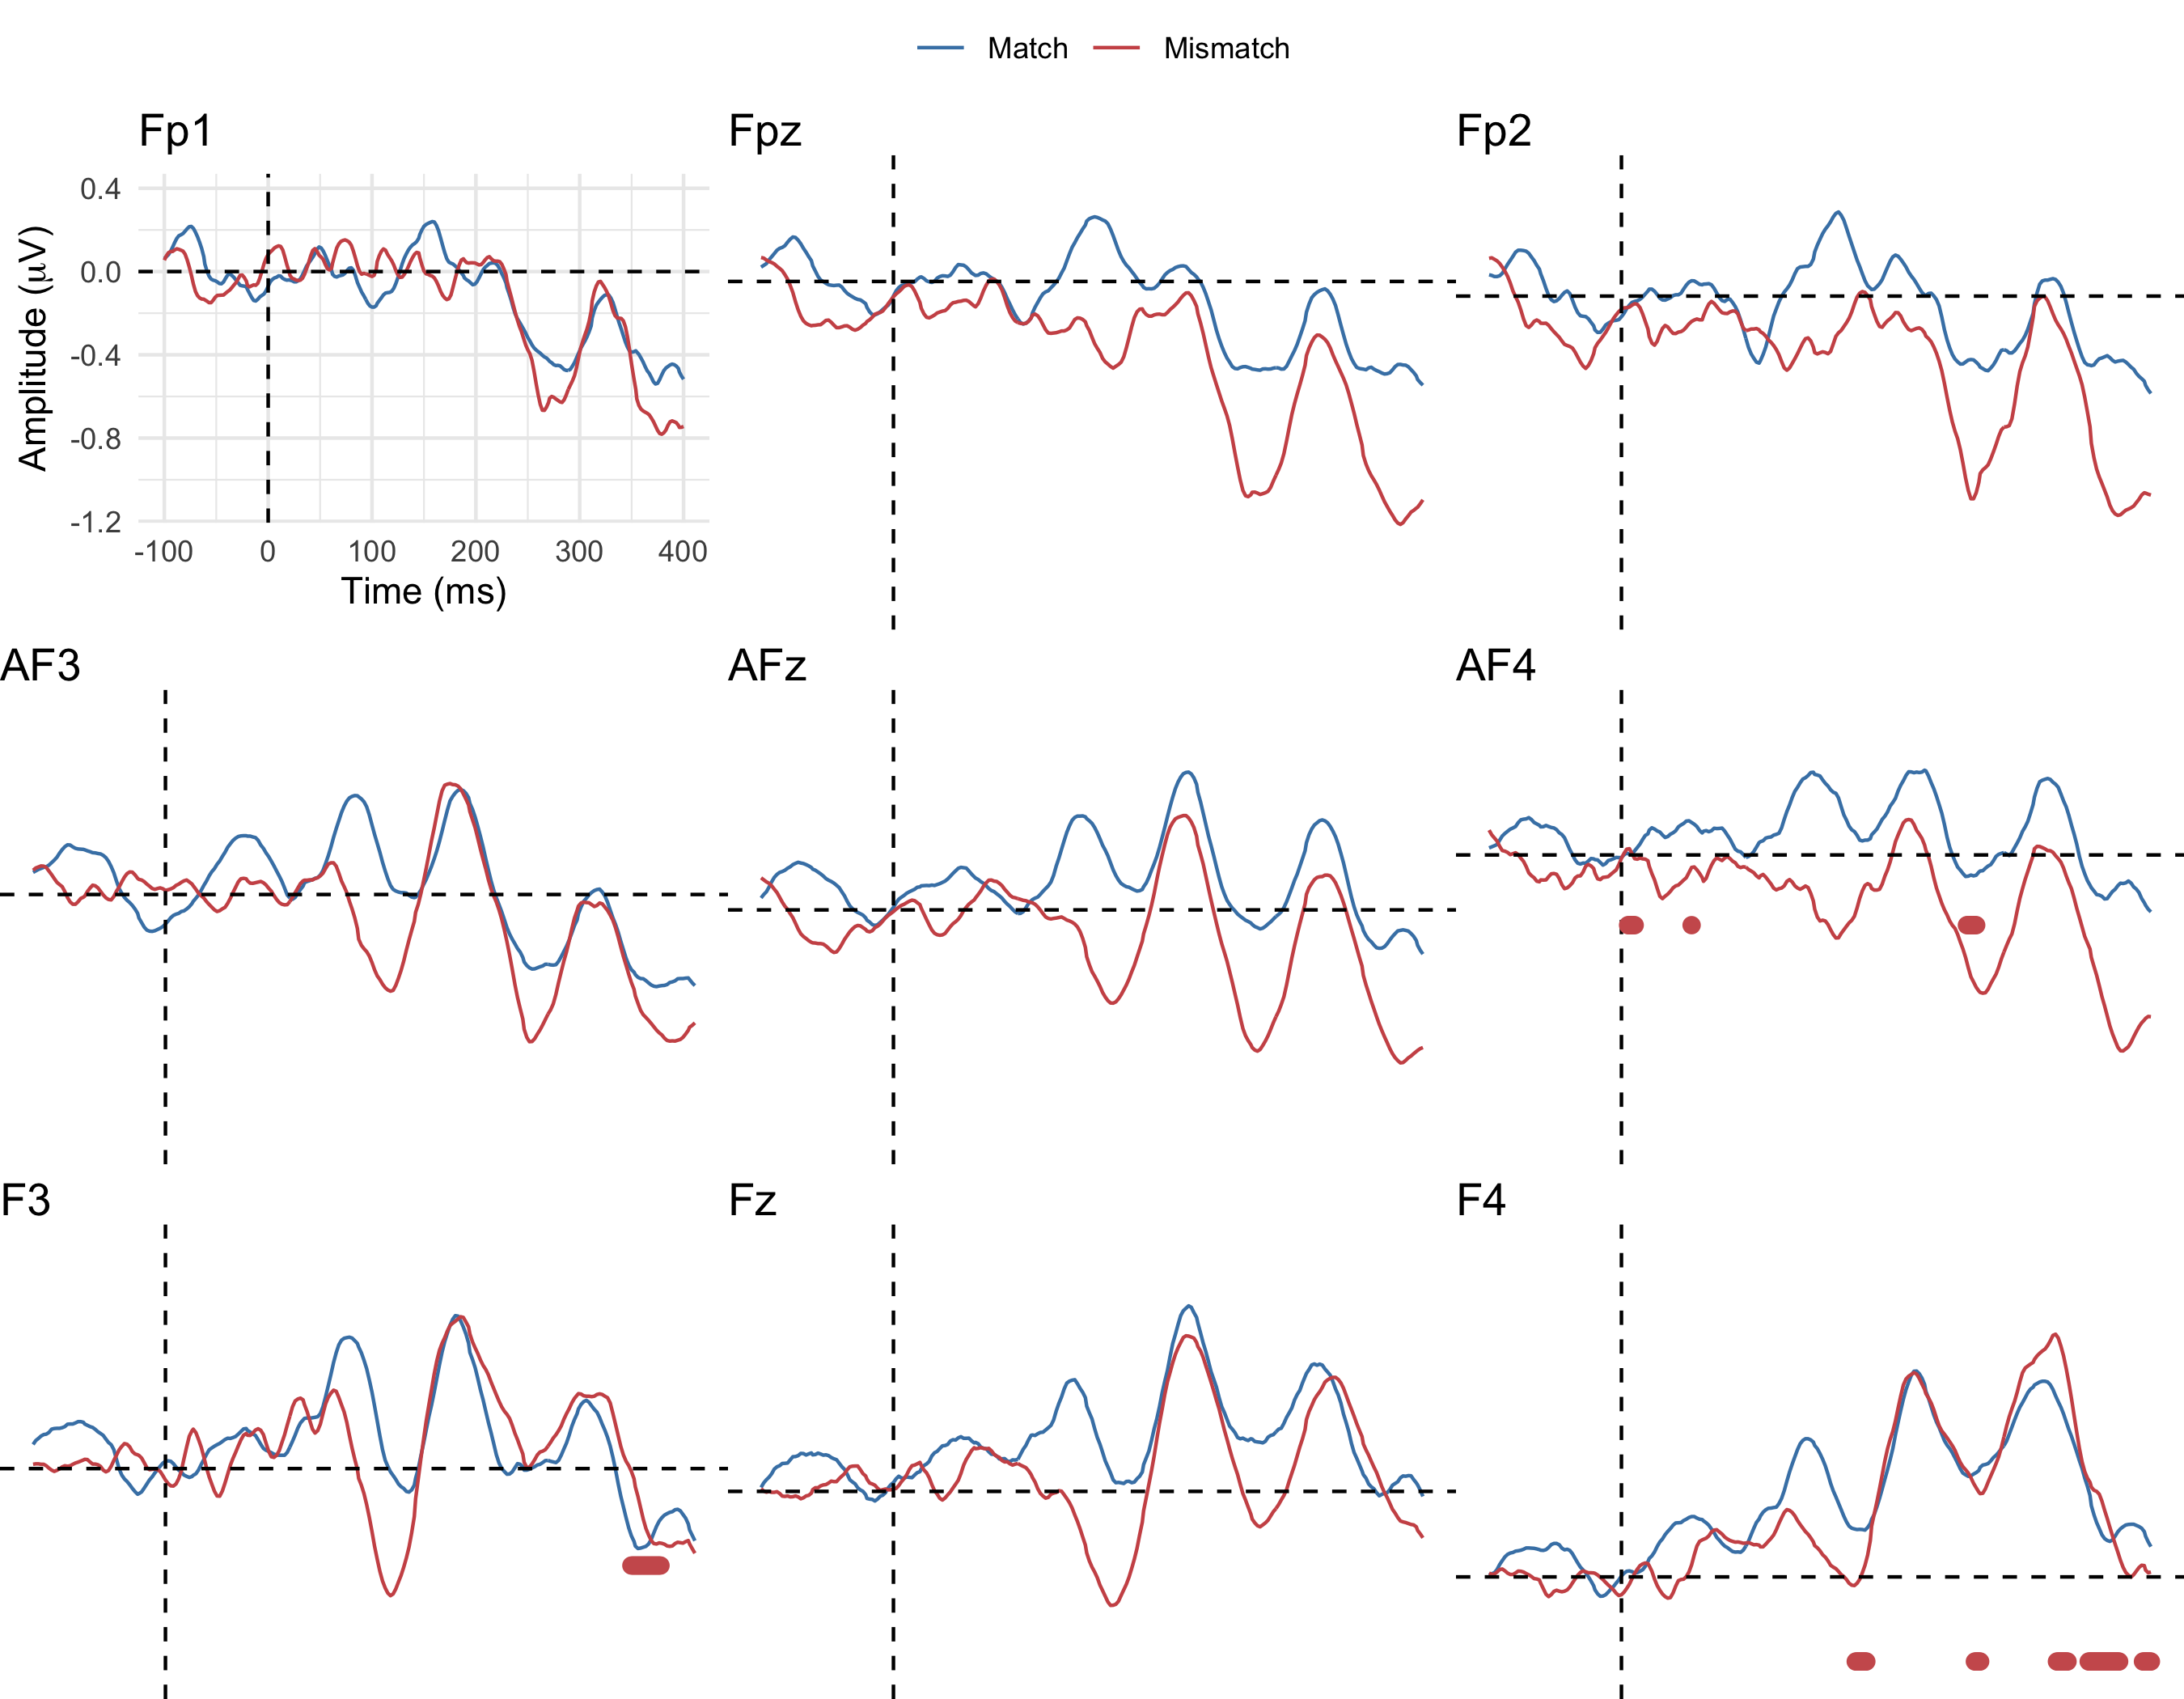 Match Mismatch
Fp1
Fpz
Fp2
Amplitude (µV)
0.4
0.0
-0.4
-0.8
-1.2
-100 0 100 200 300 400
Time (ms)
AF3
AFz
AF4
F3
Fz
F4